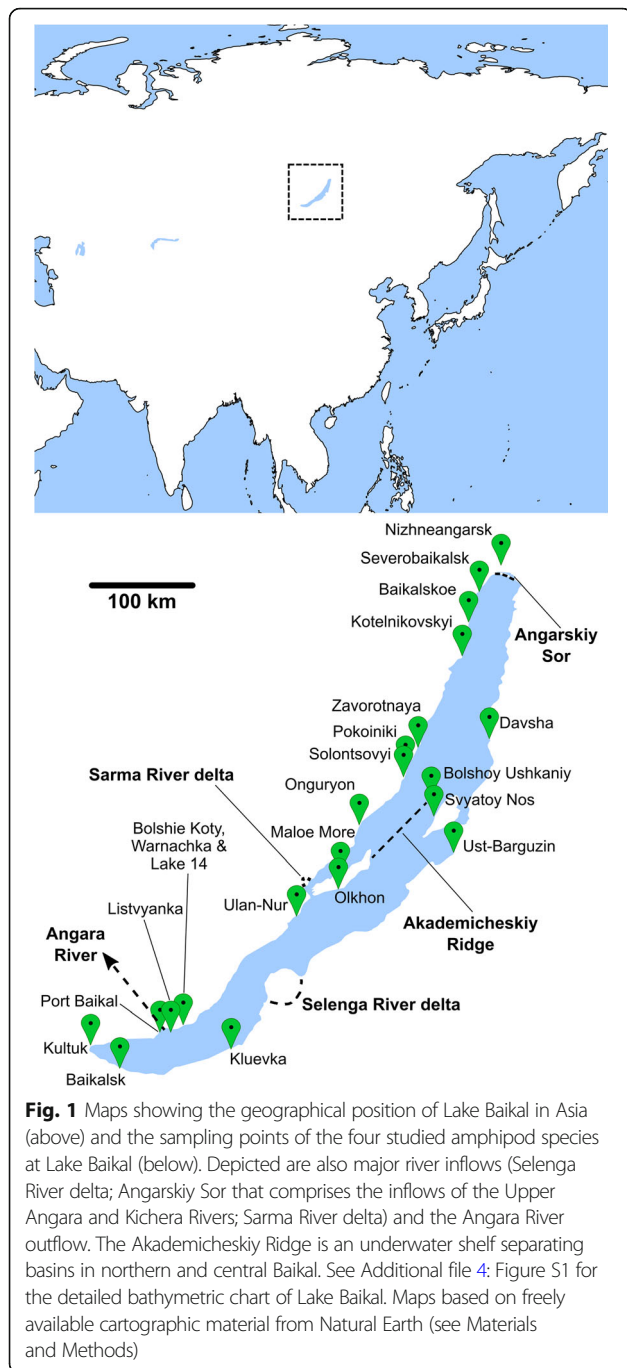 Nizhneangarsk
Severobaikalsk
Baikalskoe
Kotelnikovskyi
100 km
Angarskiy
Sor
Zavorotnaya
Pokoiniki
Solontsovyi
Davsha
Sarma River delta
Onguryon
Bolshoy Ushkaniy
Svyatoy Nos
Maloe More
Bolshie Koty,
Warnachka &
Lake 14
Ust-Barguzin
Listvyanka
Ulan-Nur
Olkhon
Akademicheskiy
Ridge
Angara
River
Port Baikal
Selenga River delta
Kultuk
Baikalsk
Kluevka
Fig. 1 Maps showing the geographical position of Lake Baikal in Asia
(above) and the sampling points of the four studied amphipod species
at Lake Baikal (below). Depicted are also major river inflows (Selenga
River delta; Angarskiy Sor that comprises the inflows of the Upper
Angara and Kichera Rivers; Sarma River delta) and the Angara River
outflow. The Akademicheskiy Ridge is an underwater shelf separating
basins in northern and central Baikal. See Additional file 4: Figure S1 for
the detailed bathymetric chart of Lake Baikal. Maps based on freely
available cartographic material from Natural Earth (see Materials
and Methods)